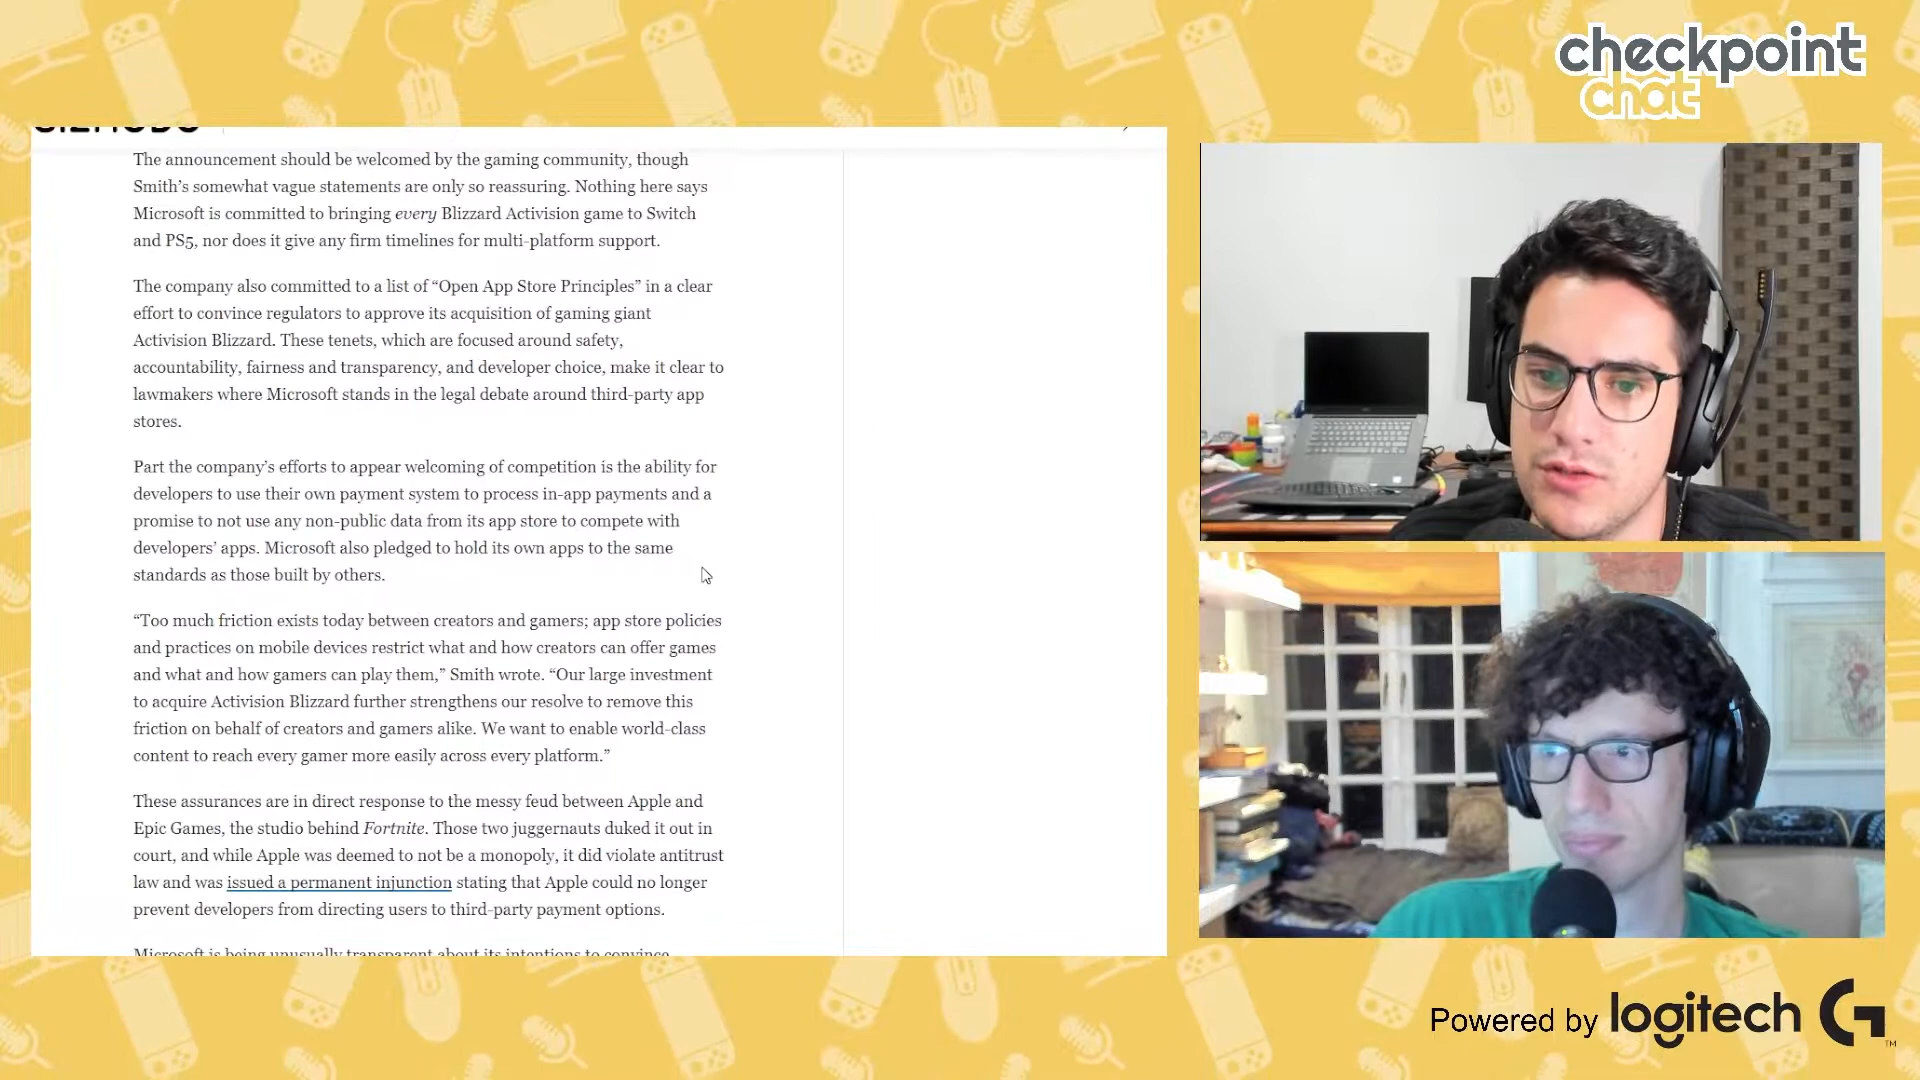 checkpoint
chat
GIZMODO
The announcement should be welcomed by the gaming community, though
Smith’s somewhat vague statements are only so reassuring. Nothing here says
Microsoft is committed to bringing every Blizzard Activision game to Switch
and PS5, nor does it give any firm timelines for multi-platform support.
The company also committed to a list of “Open App Store Principles” in a clear
effort to convince regulators to approve its acquisition of gaming giant
Activision Blizzard. These tenets, which are focused around safety,
accountability, fairness and transparency, and developer choice, make it clear to
lawmakers where Microsoft stands in the legal debate around third-party app
stores.
Part the company’s efforts to appear welcoming of competition is the ability for
developers to use their own payment system to process in-app payments and a
promise to not use any non-public data from its app store to compete with
developers’ apps. Microsoft also pledged to hold its own apps to the same
standards as those built by others.
“Too much friction exists today between creators and gamers; app store policies
and practices on mobile devices restrict what and how creators can offer games
and what and how gamers can play them,” Smith wrote. “Our large investment
to acquire Activision Blizzard further strengthens our resolve to remove this
friction on behalf of creators and gamers alike. We want to enable world-class
content to reach every gamer more easily across every platform.”
These assurances are in direct response to the messy feud between Apple and
Epic Games, the studio behind Fortnite. Those two juggernauts duked it out in
court, and while Apple was deemed to not be a monopoly, it did violate antitrust
law and was issued a permanent injunction stating that Apple could no longer
prevent developers from directing users to third-party payment options.
Microsoft is being unusually transparent about its intentions to convince
Powered by logitech G TM